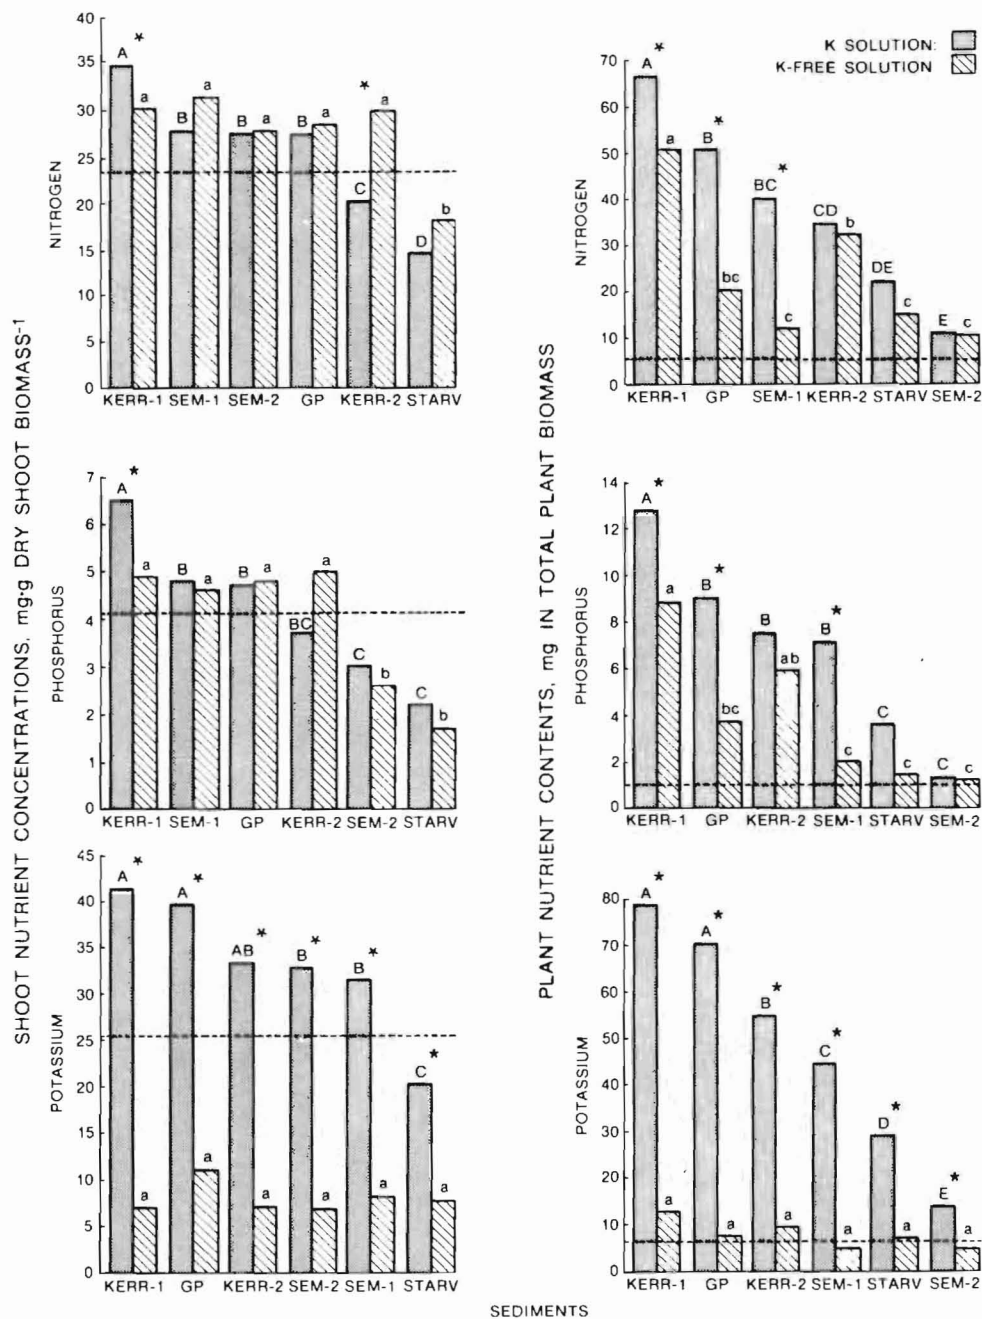 SHOOT NUTRIENT CONCENTRATIONS, mg·g DRY SHOOT BIOMASS-1
NITROGEN
40
35
30
25
20
15
10
5
0
A *
a
B
a
B
a
B
a
*
C
a
D
b
KERR-1 SEM-1 SEM-2 GP KERR-2 STARV
PHOSPHORUS
7
6
5
4
3
2
1
0
A *
a
B
a
B
a
BC
a
C
b
C
b
KERR-1 SEM-1 GP KERR-2 SEM-2 STARV
POTASSIUM
45
40
35
30
25
20
15
10
5
0
A *
a
A *
a
AB *
a
B *
a
B *
a
C *
a
KERR-1 GP KERR-2 SEM-2 SEM-1 STARV
PLANT NUTRIENT CONTENTS, mg IN TOTAL PLANT BIOMASS
K SOLUTION:
K-FREE SOLUTION
NITROGEN
70
60
50
40
30
20
10
0
A *
a
B *
bc
BC *
c
CD
b
DE
c
E
c
KERR-1 GP SEM-1 KERR-2 STARV SEM-2
PHOSPHORUS
14
12
10
8
6
4
2
0
A *
a
B *
bc
B
ab
B *
c
C
c
C
c
KERR-1 GP KERR-2 SEM-1 STARV SEM-2
POTASSIUM
80
70
60
50
40
30
20
10
0
A *
a
A *
a
B *
a
C *
a
D *
a
E *
a
KERR-1 GP KERR-2 SEM-1 STARV SEM-2
SEDIMENTS